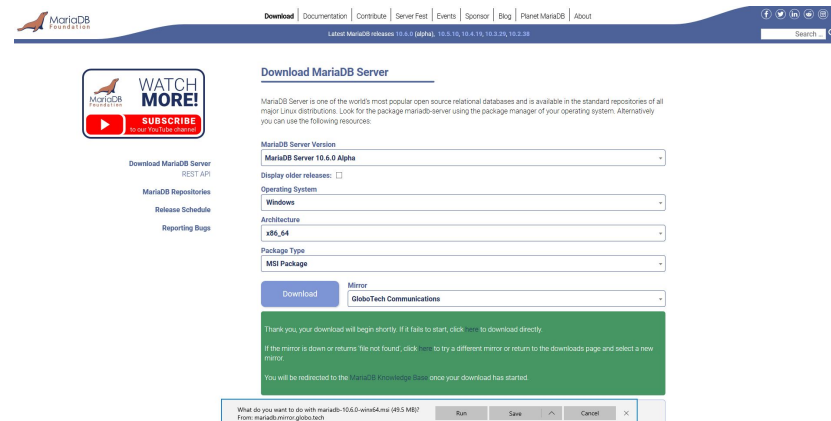 MariaDB
Foundation
Download Documentation Contribute Server Fest Events Sponsor Blog Planet MariaDB About
Latest MariaDB releases 10.6.0 (alpha), 10.5.10, 10.4.19, 10.3.29, 10.2.38
Search ...
WATCH
MORE!
MariaDB
Foundation
SUBSCRIBE
to our YouTube channel
Download MariaDB Server
REST API
MariaDB Repositories
Release Schedule
Reporting Bugs
Download MariaDB Server
MariaDB Server is one of the world's most popular open source relational databases and is available in the standard repositories of all
major Linux distributions. Look for the package mariadb-server using the package manager of your operating system. Alternatively
you can use the following resources:
MariaDB Server Version
MariaDB Server 10.6.0 Alpha
Display older releases:
Operating System
Windows
Architecture
x86_64
Package Type
MSI Package
Download
Mirror
GloboTech Communications
Thank you, your download will begin shortly. If it fails to start, click here to download directly.
If the mirror is down or returns 'file not found', click here to try a different mirror or return to the downloads page and select a new
mirror.
You will be redirected to the MariaDB Knowledge Base once your download has started.
What do you want to do with mariadb-10.6.0-winx64.msi (49.5 MB)?
From: mariadb.mirror.globo.tech
Run Save Cancel